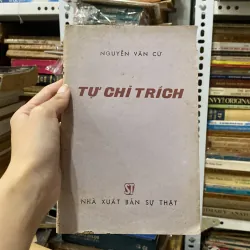 NGUYỄN VĂN CỪ
TỰ CHỈ TRÍCH
ST
NHÀ XUẤT BẢN SỰ THẬT